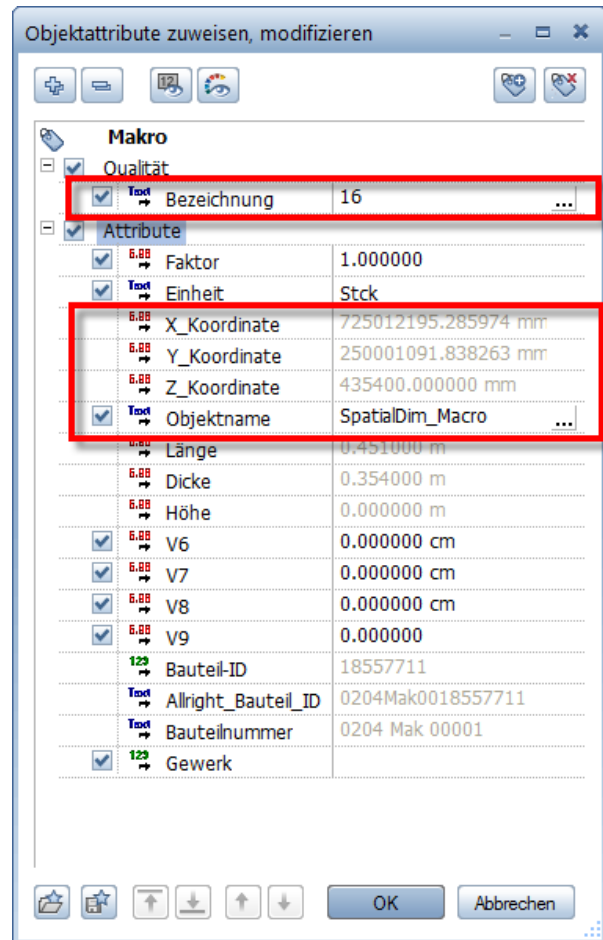 Objektattribute zuweisen, modifizieren
Makro
Qualität
Bezeichnung 16 ...
Attribute
Faktor 1.000000
Einheit Stck
X_Koordinate 725012195.285974 mm
Y_Koordinate 250001091.838263 mm
Z_Koordinate 435400.000000 mm
Objektname SpatialDim_Macro ...
Länge 0.451000 m
Dicke 0.354000 m
Höhe 0.000000 m
V6 0.000000 cm
V7 0.000000 cm
V8 0.000000 cm
V9 0.000000
Bauteil-ID 18557711
Allright_Bauteil_ID 0204Mak0018557711
Bauteilnummer 0204 Mak 00001
Gewerk
OK Abbrechen